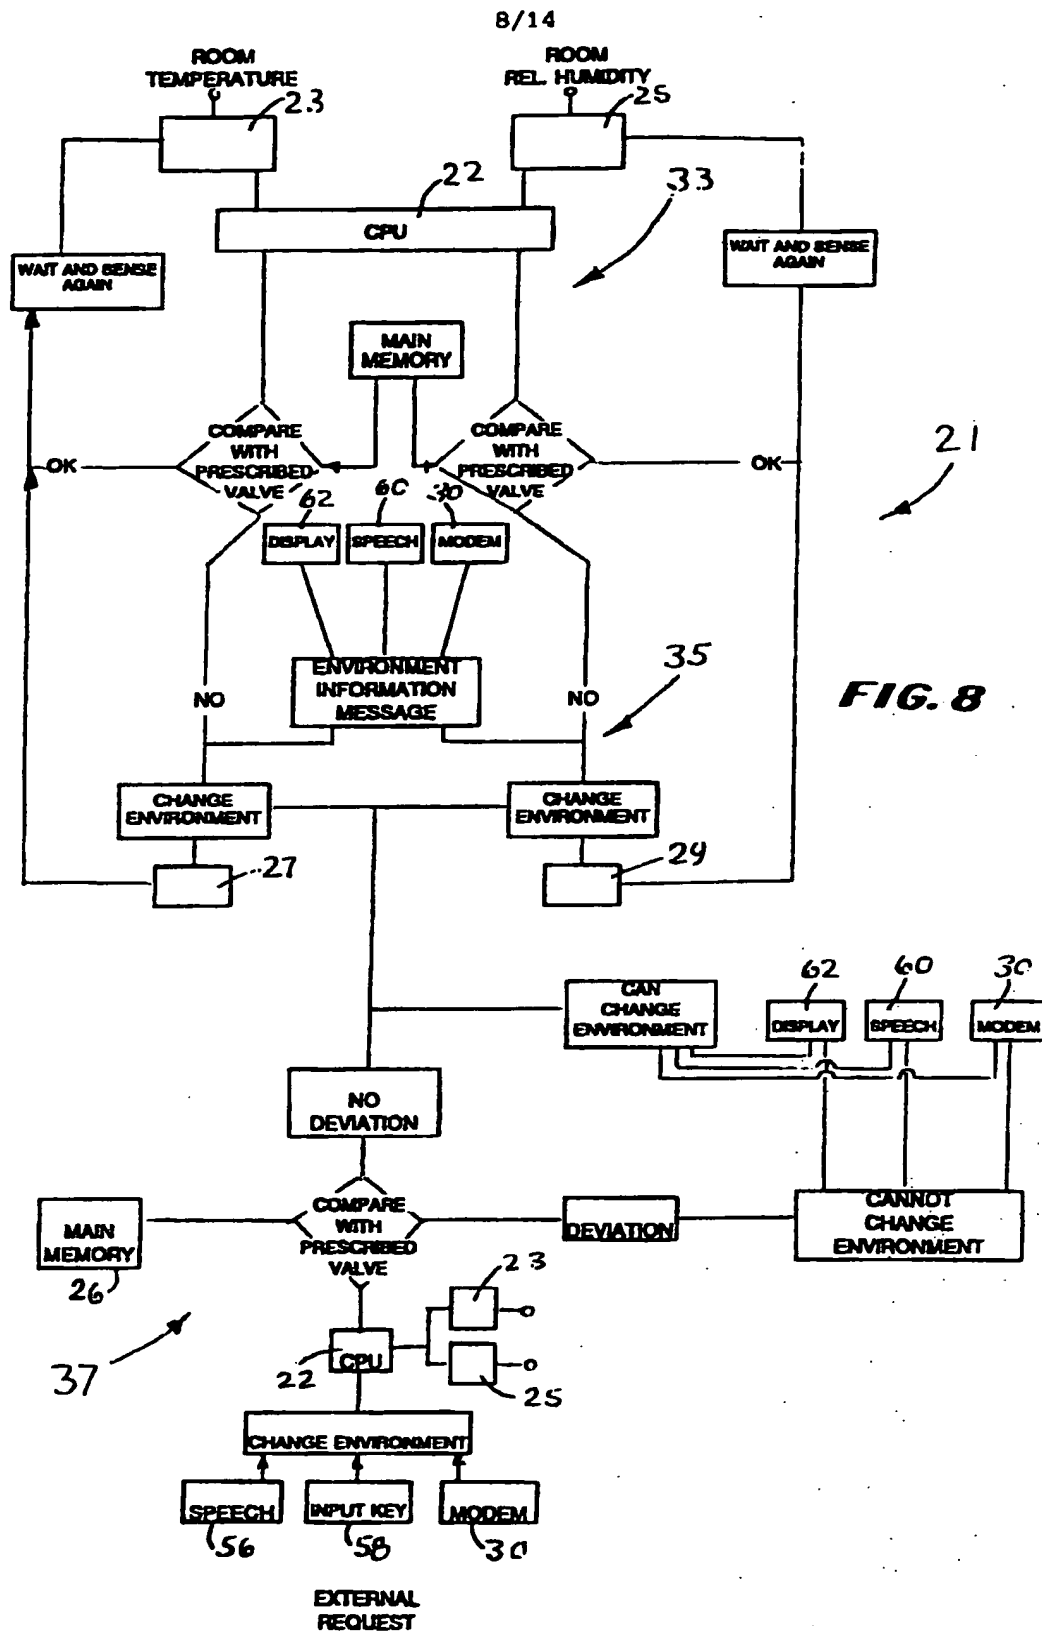 8/14
ROOM
TEMPERATURE
ROOM
REL. HUMIDITY
23
25
22
33
CPU
WAIT AND SENSE
AGAIN
WAIT AND SENSE
AGAIN
MAIN
MEMORY
COMPARE
WITH
PRESCRIBED
VALVE
COMPARE
WITH
PRESCRIBED
VALVE
OK
OK
21
62
60
30
DISPLAY
SPEECH
MODEM
ENVIRONMENT
INFORMATION
MESSAGE
35
NO
NO
FIG. 8
CHANGE
ENVIRONMENT
CHANGE
ENVIRONMENT
27
29
CAN
CHANGE
ENVIRONMENT
62
60
30
DISPLAY
SPEECH
MODEM
NO
DEVIATION
MAIN
MEMORY
26
COMPARE
WITH
PRESCRIBED
VALVE
DEVIATION
CANNOT
CHANGE
ENVIRONMENT
23
22
CPU
25
37
CHANGE ENVIRONMENT
SPEECH
INPUT KEY
MODEM
56
58
30
EXTERNAL
REQUEST